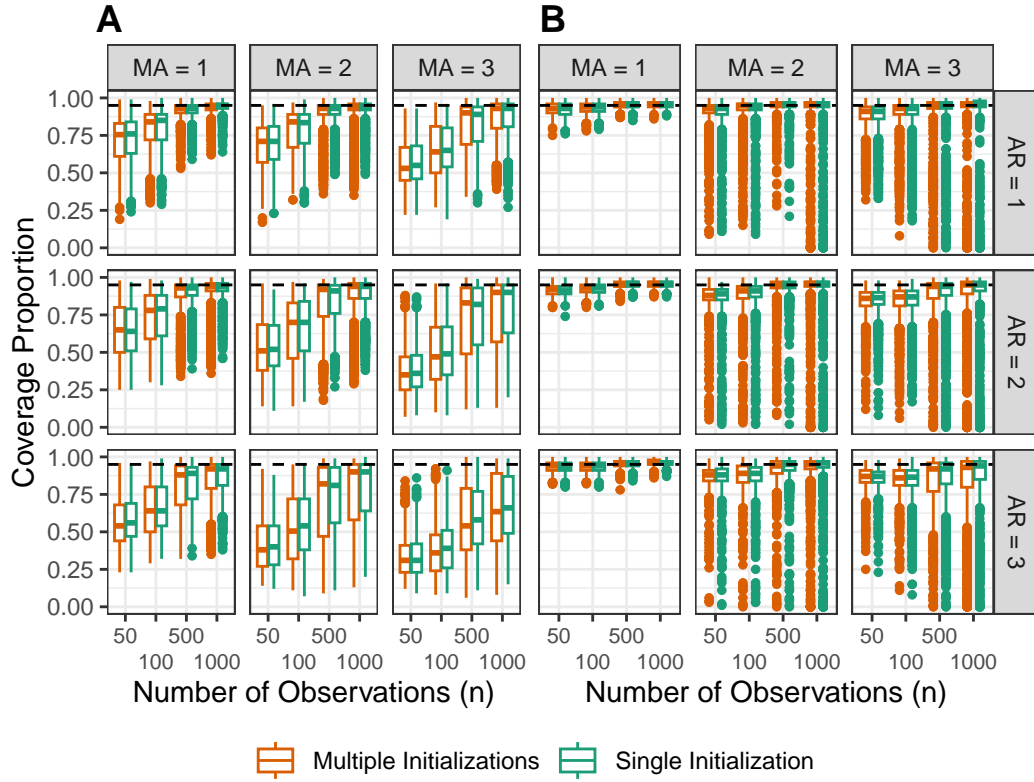 A B
MA = 1 MA = 2 MA = 3 MA = 1 MA = 2 MA = 3
Coverage Proportion
1.00
0.75
0.50
0.25
0.00
AR = 1
1.00
0.75
0.50
0.25
0.00
AR = 2
1.00
0.75
0.50
0.25
0.00
AR = 3
50 500 50 500 50 500 50 500 50 500 50 500
100 1000 100 1000 100 1000 100 1000 100 1000 100 1000
Number of Observations (n) Number of Observations (n)
Multiple Initializations Single Initialization